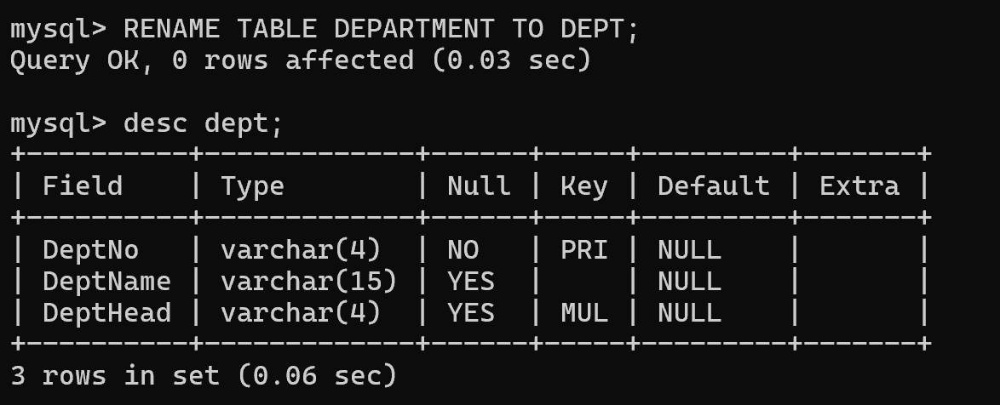 mysql> RENAME TABLE DEPARTMENT TO DEPT;
Query OK, 0 rows affected (0.03 sec)
mysql> desc dept;
+----------+-------------+------+-----+---------+-------+
| Field    | Type        | Null | Key | Default | Extra |
+----------+-------------+------+-----+---------+-------+
| DeptNo   | varchar(4)  | NO   | PRI | NULL    |       |
| DeptName | varchar(15) | YES  |     | NULL    |       |
| DeptHead | varchar(4)  | YES  | MUL | NULL    |       |
+----------+-------------+------+-----+---------+-------+
3 rows in set (0.06 sec)